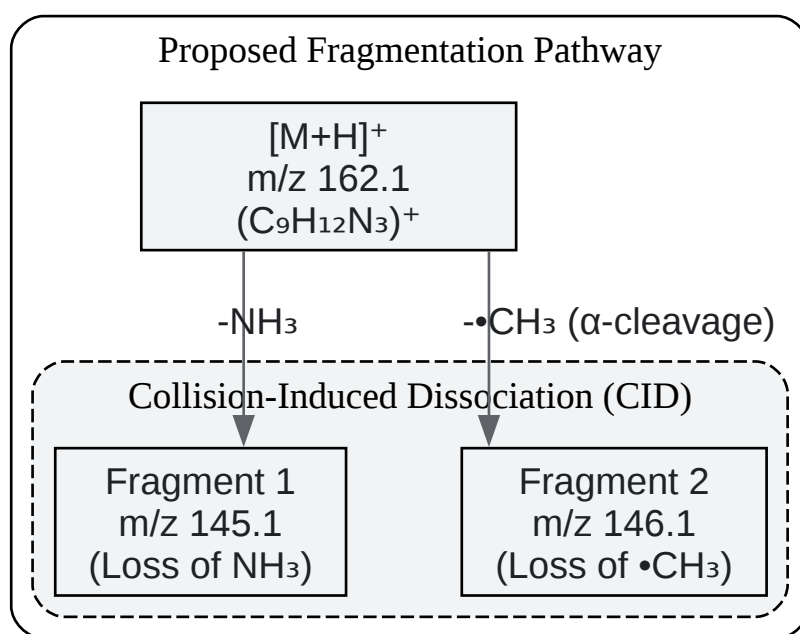 Proposed Fragmentation Pathway
[M+H]⁺
m/z 162.1
(C₉H₁₂N₃)⁺
-NH₃
-•CH₃ (α-cleavage)
Collision-Induced Dissociation (CID)
Fragment 1
m/z 145.1
(Loss of NH₃)
Fragment 2
m/z 146.1
(Loss of •CH₃)